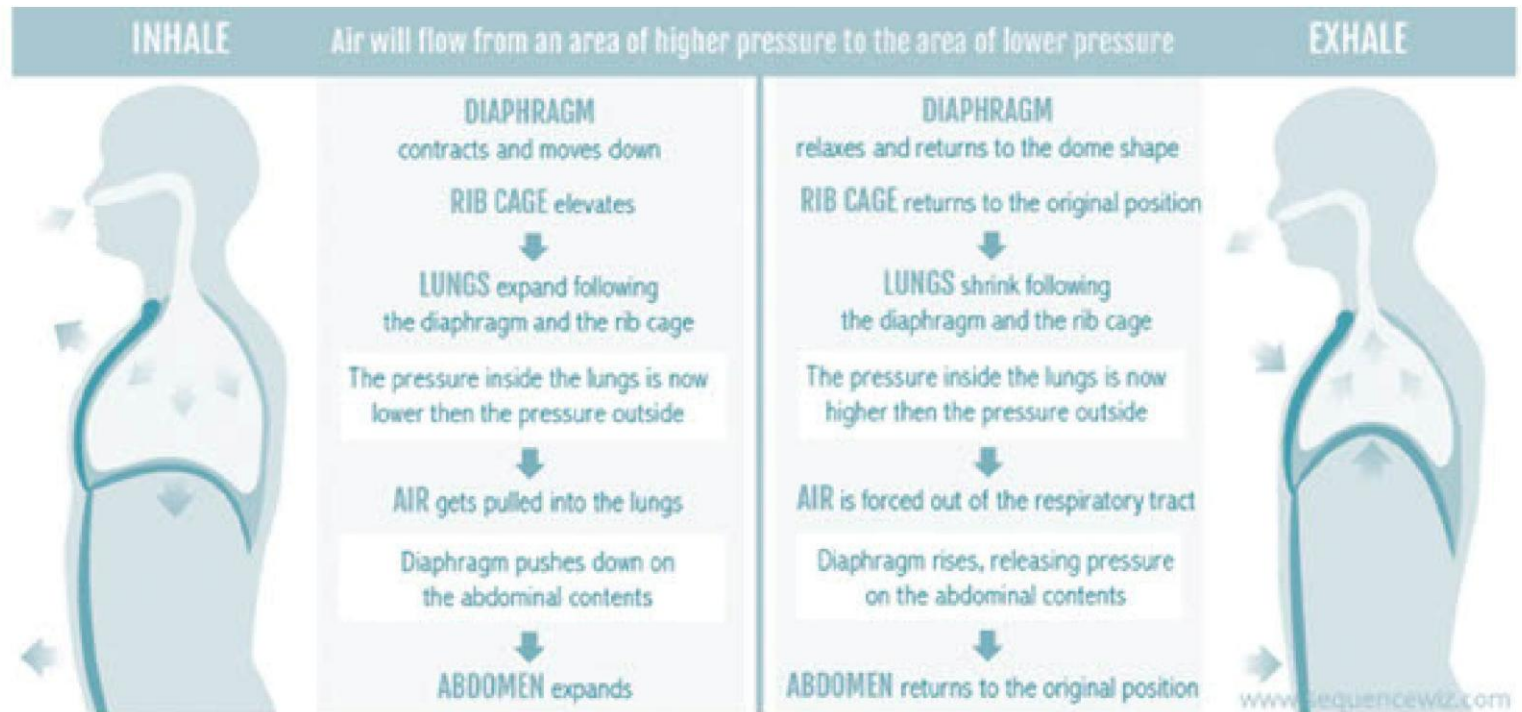 INHALE
Air will flow from an area of higher pressure to the area of lower pressure
EXHALE
DIAPHRAGM
contracts and moves down
RIB CAGE elevates
LUNGS expand following
the diaphragm and the rib cage
The pressure inside the lungs is now
lower then the pressure outside
AIR gets pulled into the lungs
Diaphragm pushes down on
the abdominal contents
ABDOMEN expands
DIAPHRAGM
relaxes and returns to the dome shape
RIB CAGE returns to the original position
LUNGS shrink following
the diaphragm and the rib cage
The pressure inside the lungs is now
higher then the pressure outside
AIR is forced out of the respiratory tract
Diaphragm rises, releasing pressure
on the abdominal contents
ABDOMEN returns to the original position
www.sequencewiz.com